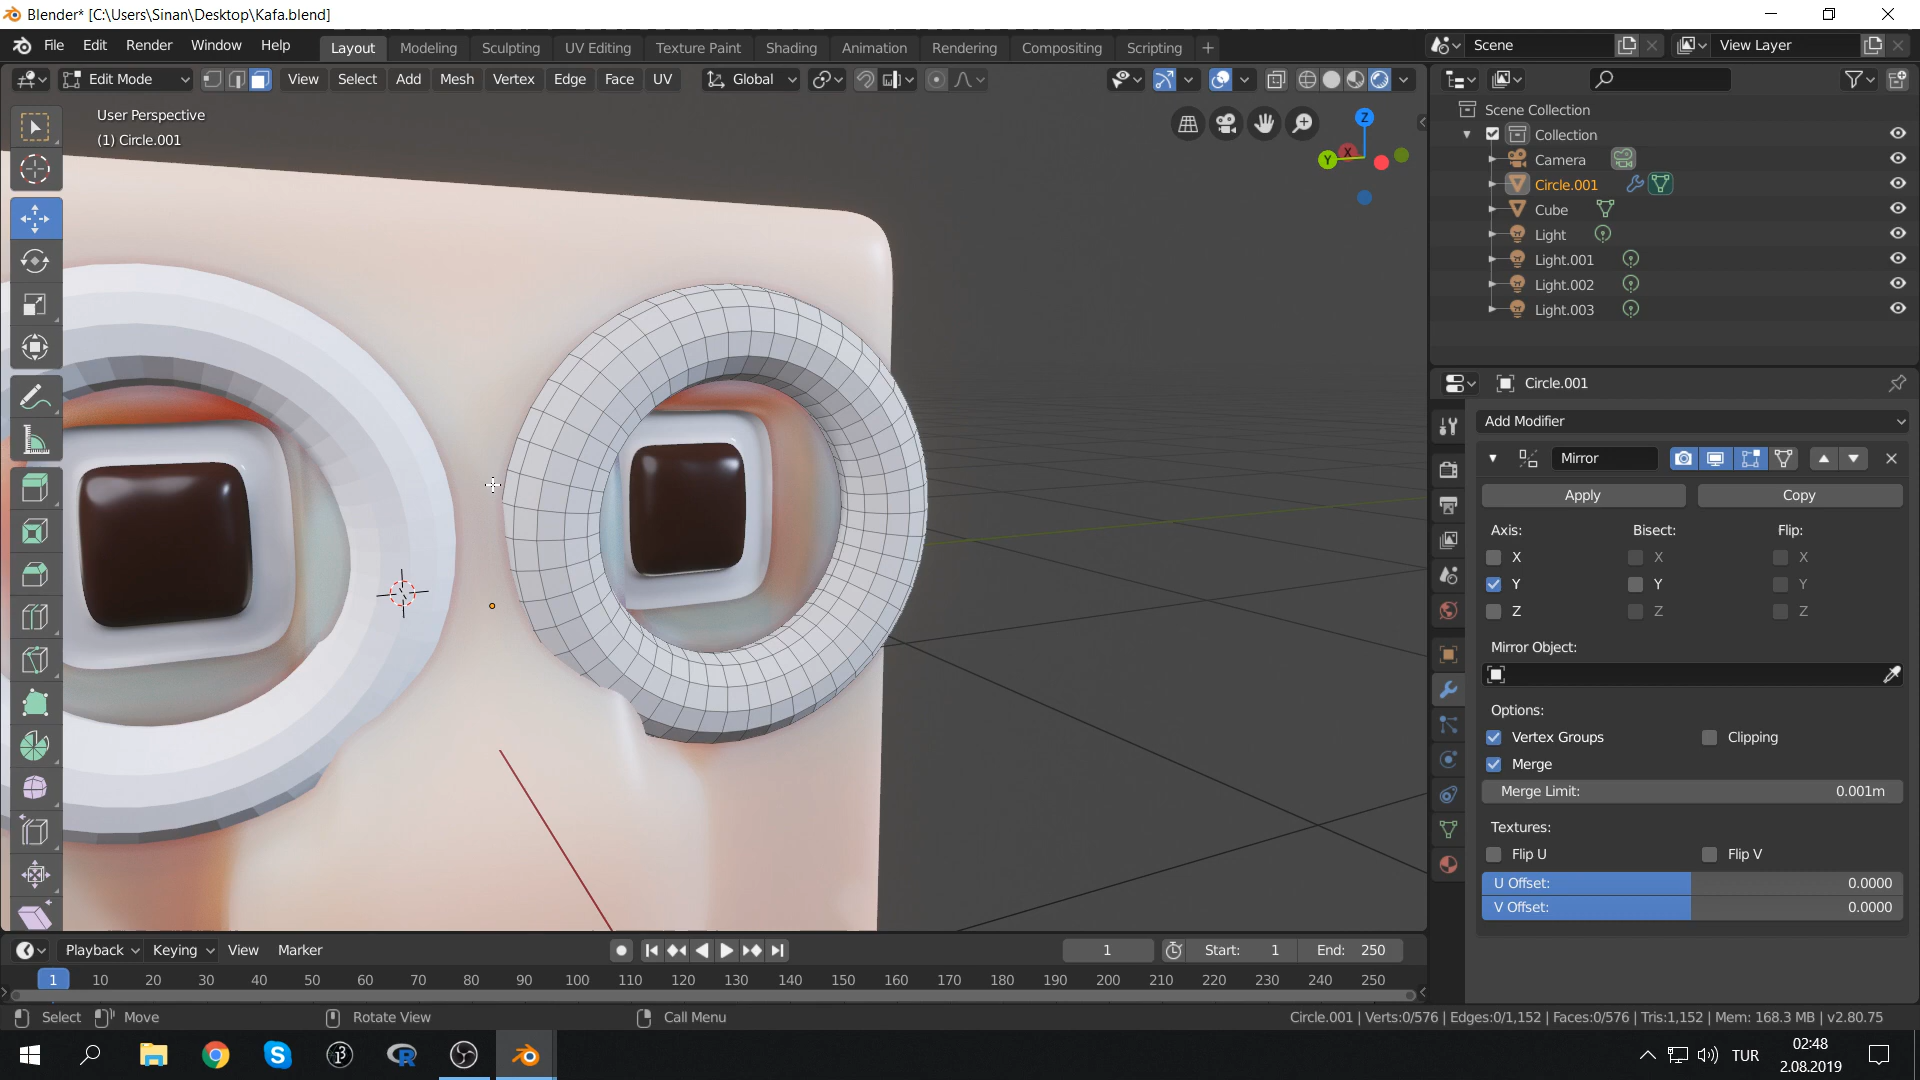 Blender* [C:\Users\Sinan\Desktop\Kafa.blend]
File Edit Render Window Help Layout Modeling Sculpting UV Editing Texture Paint Shading Animation Rendering Compositing Scripting + Scene View Layer
Edit Mode View Select Add Mesh Vertex Edge Face UV Global
User Perspective
(1) Circle.001
Z
Y
X
Scene Collection
Collection
Camera
Circle.001
Cube
Light
Light.001
Light.002
Light.003
Circle.001
Add Modifier
Mirror
Apply Copy
Axis: Bisect: Flip:
X X X
Y Y Y
Z Z Z
Mirror Object:
Options:
Vertex Groups Clipping
Merge
Merge Limit: 0.001m
Textures:
Flip U Flip V
U Offset: 0.0000
V Offset: 0.0000
Playback Keying View Marker 1 Start: 1 End: 250
1 10 20 30 40 50 60 70 80 90 100 110 120 130 140 150 160 170 180 190 200 210 220 230 240 250
Select Move Rotate View Call Menu Circle.001 | Verts:0/576 | Edges:0/1,152 | Faces:0/576 | Tris:1,152 | Mem: 168.3 MB | v2.80.75
TUR
02:48
2.08.2019